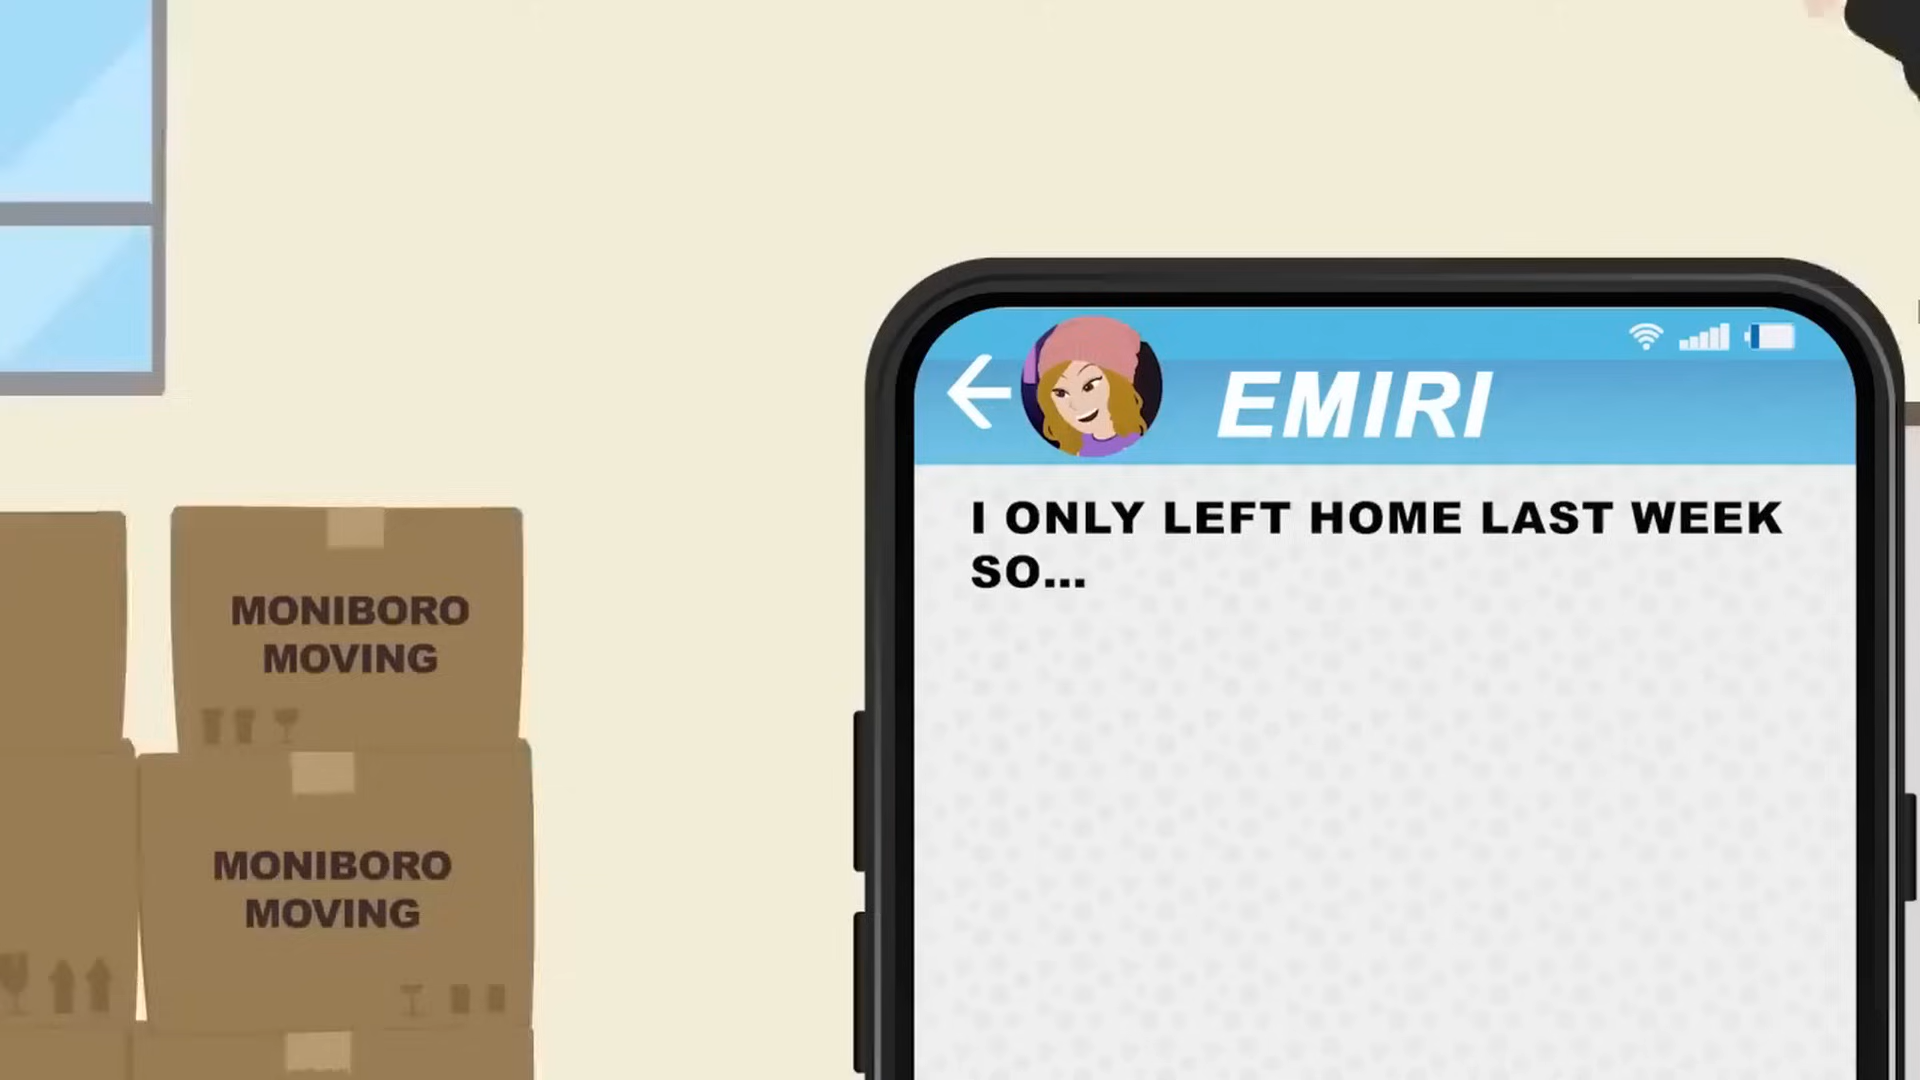 EMIRI
I ONLY LEFT HOME LAST WEEK
SO...
MONIBORO
MOVING
MONIBORO
MOVING